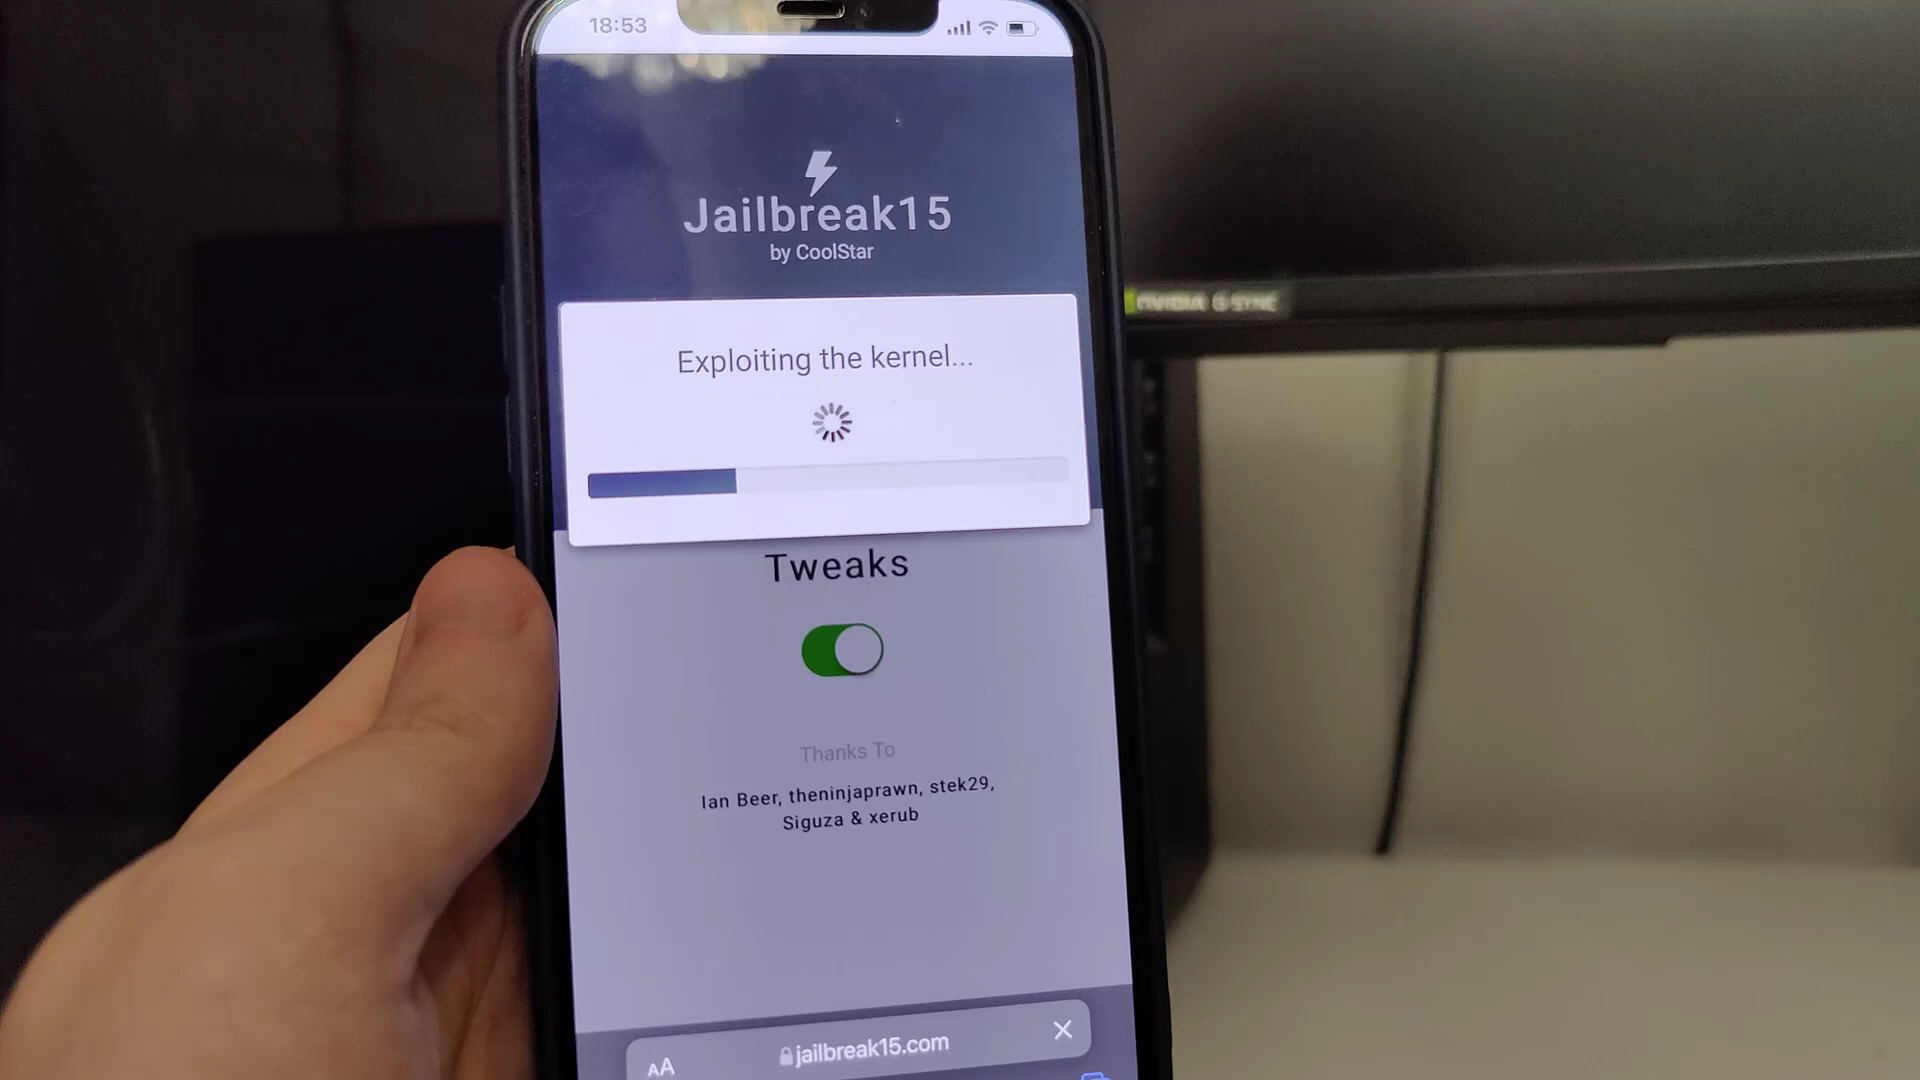 18:53
Jailbreak15
by CoolStar
NVIDIA G-SYNC
Exploiting the kernel...
Tweaks
Thanks To
Ian Beer, theninjaprawn, stek29,
Siguza & xerub
AA jailbreak15.com